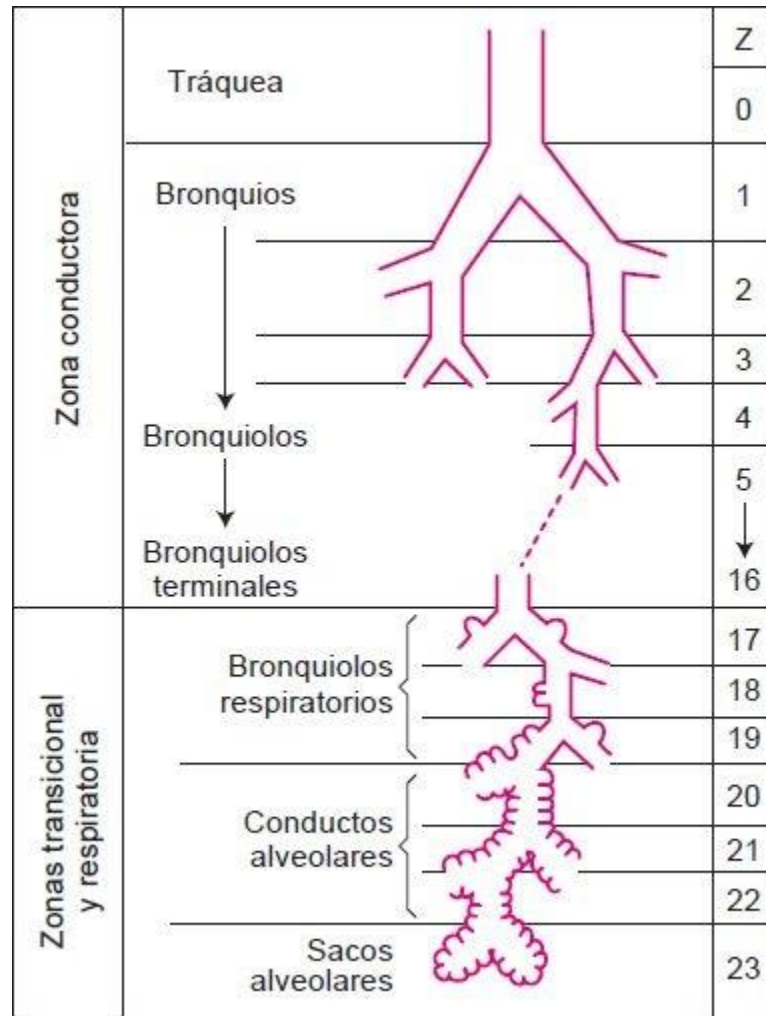 Z
Tráquea
0
Zona conductora
Bronquios
1
2
3
4
Bronquiolos
5
Bronquiolos
terminales
16
Zonas transicional
y respiratoria
17
Bronquiolos
respiratorios
18
19
20
Conductos
alveolares
21
22
Sacos
alveolares
23